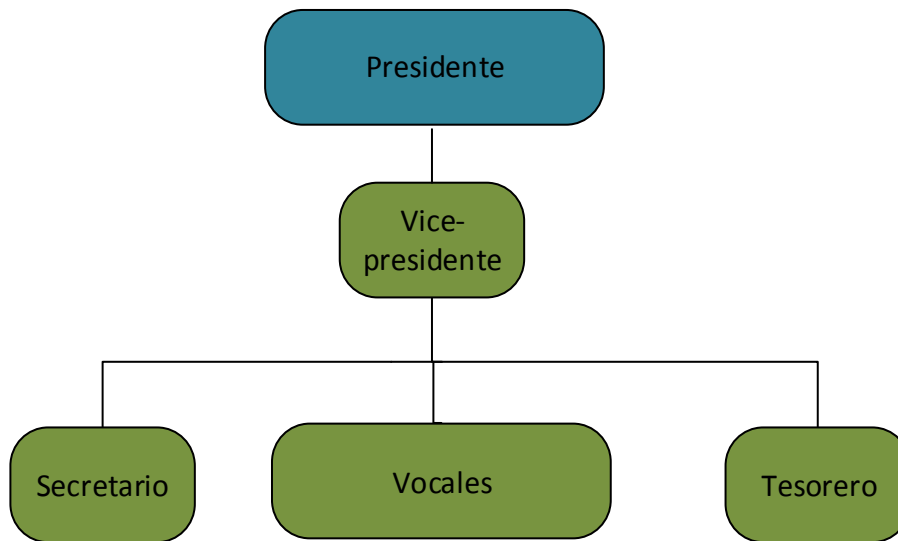 Presidente
Vice-
presidente
Secretario
Vocales
Tesorero